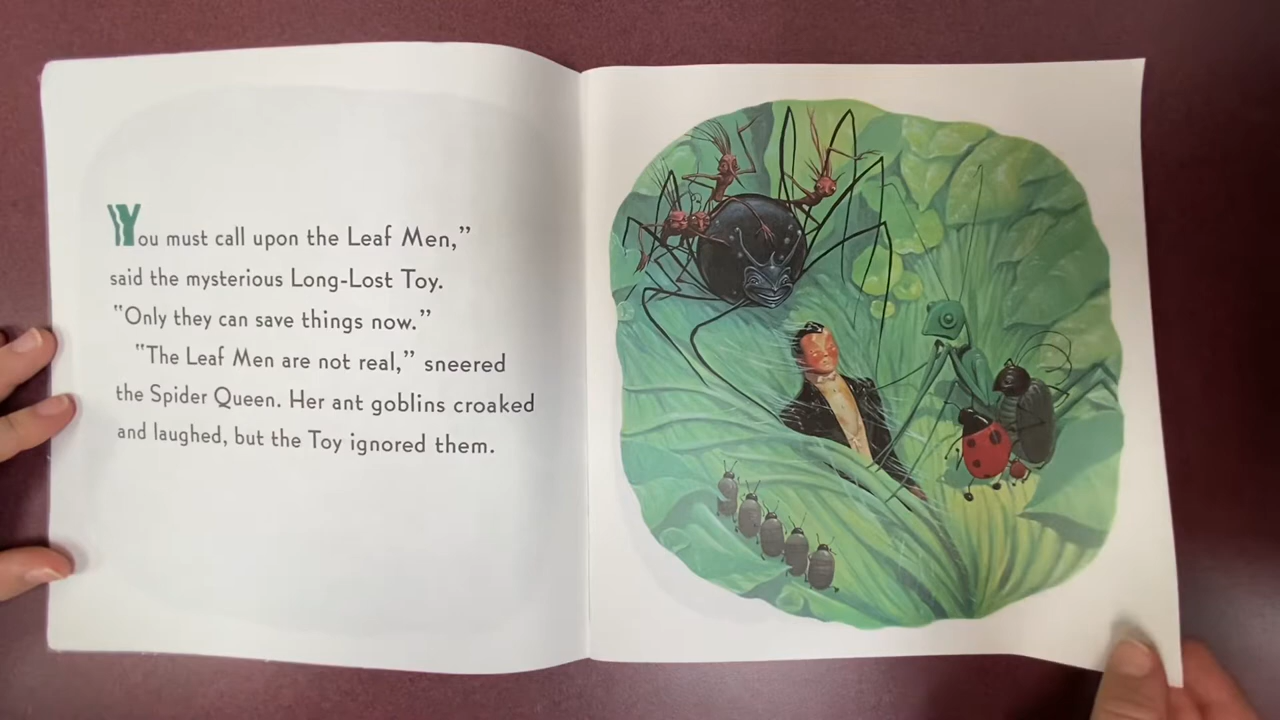 You must call upon the Leaf Men,”
said the mysterious Long-Lost Toy.
“Only they can save things now.”
“The Leaf Men are not real,” sneered
the Spider Queen. Her ant goblins croaked
and laughed, but the Toy ignored them.